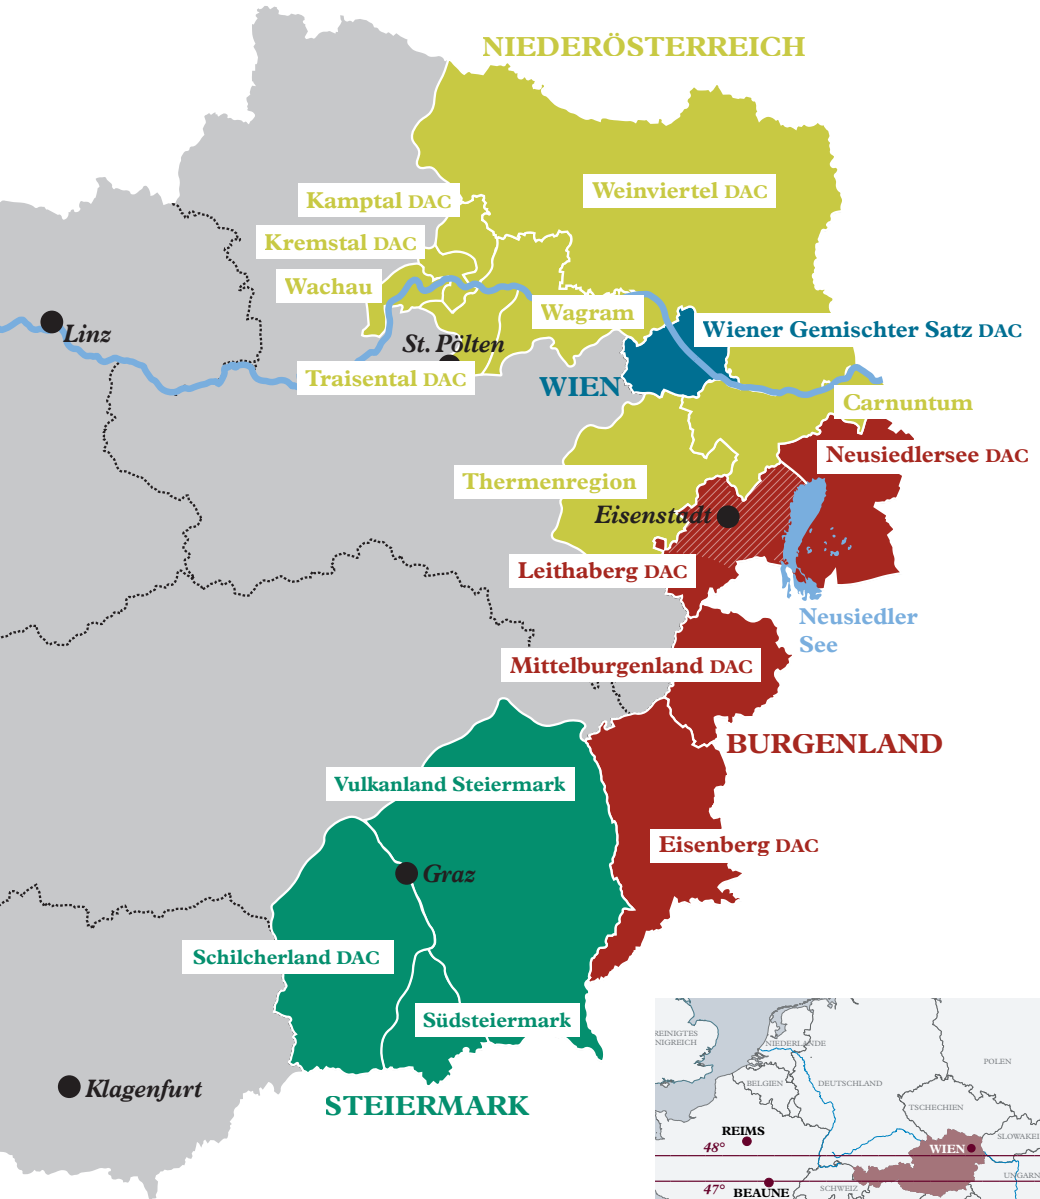 NIEDERÖSTERREICH
Weinviertel DAC
Kamptal DAC
Kremstal DAC
Wachau
Wagram
Linz
St. Pölten
Wiener Gemischter Satz DAC
Traisental DAC
WIEN
Carnuntum
Neusiedlersee DAC
Thermenregion
Eisenstadt
Leithaberg DAC
Neusiedler
See
Mittelburgenland DAC
BURGENLAND
Vulkanland Steiermark
Eisenberg DAC
Graz
Schilcherland DAC
Südsteiermark
Klagenfurt
STEIERMARK
REINIGTES
NIGREICH
NIEDERLANDE
POLEN
BELGIEN
DEUTSCHLAND
TSCHECHIEN
REIMS
SLOWAKEI
48°
WIEN
UNGARN
47°
BEAUNE
SCHWEIZ